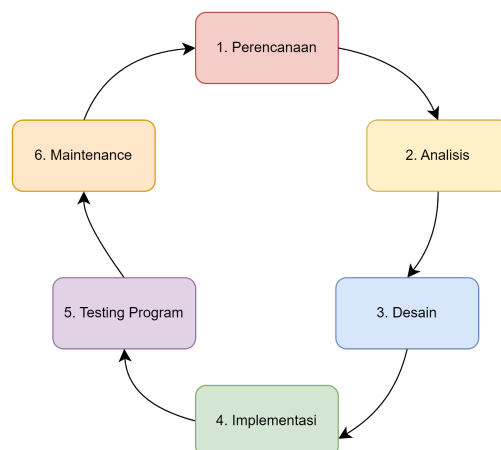 1. Perencanaan
2. Analisis
3. Desain
4. Implementasi
5. Testing Program
6. Maintenance